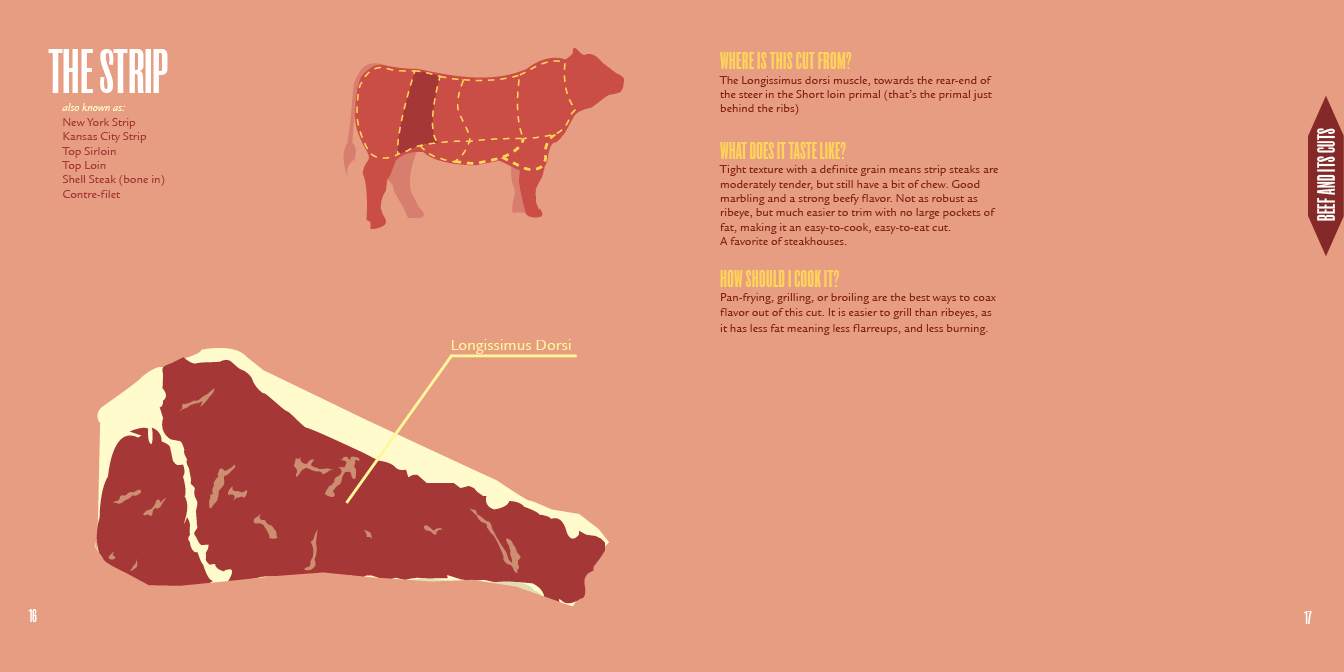 THE STRIP
also known as:
New York Strip
Kansas City Strip
Top Sirloin
Top Loin
Shell Steak (bone in)
Contre-filet
Longissimus Dorsi
16
WHERE IS THIS CUT FROM?
The Longissimus dorsi muscle, towards the rear-end of
the steer in the Short loin primal (that's the primal just
behind the ribs)
WHAT DOES IT TASTE LIKE?
Tight texture with a definite grain means strip steaks are
moderately tender, but still have a bit of chew. Good
marbling and a strong beefy flavor. Not as robust as
ribeye, but much easier to trim with no large pockets of
fat, making it an easy-to-cook, easy-to-eat cut.
A favorite of steakhouses.
HOW SHOULD I COOK IT?
Pan-frying, grilling, or broiling are the best ways to coax
flavor out of this cut. It is easier to grill than ribeyes, as
it has less fat meaning less flarreups, and less burning.
BEEF AND ITS CUTS
17